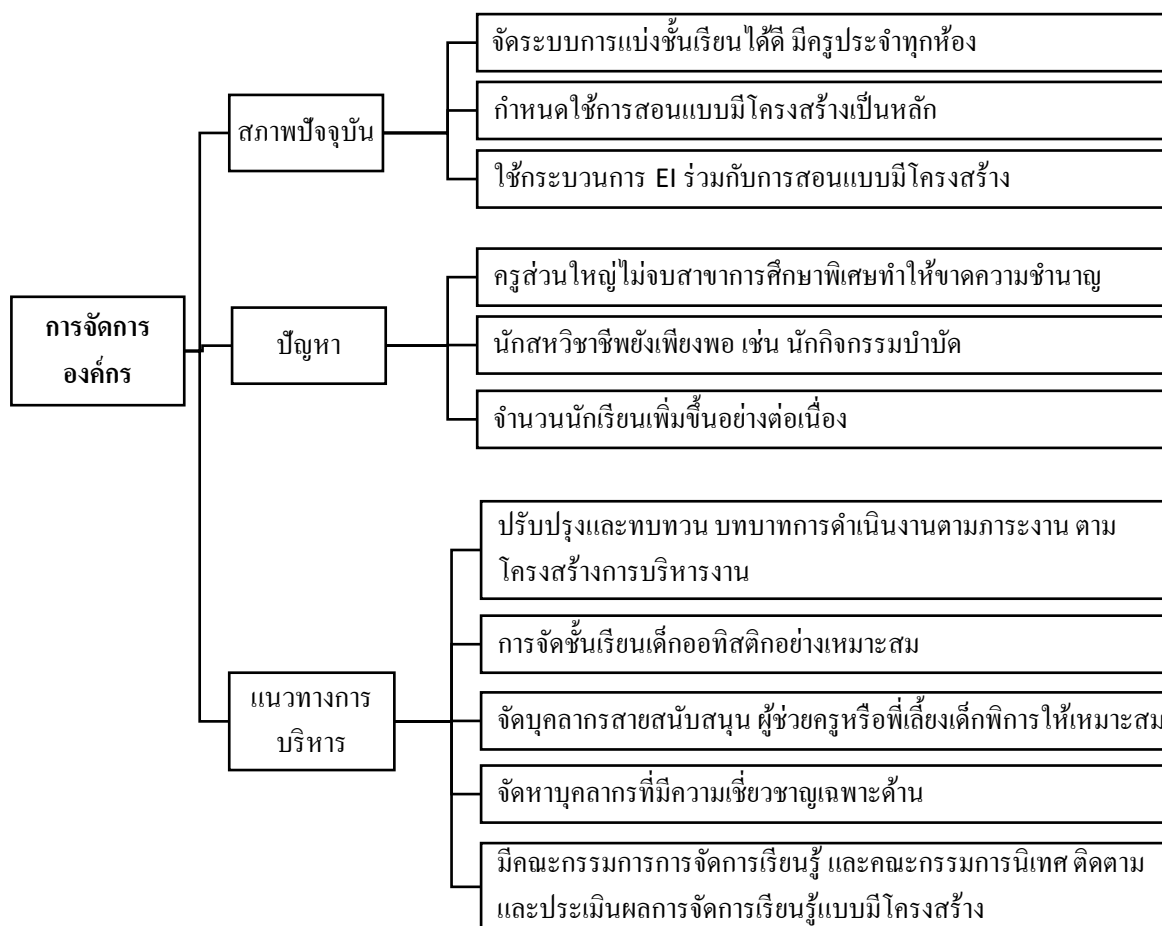 การจัดการ
องค์กร
สภาพปัจจุบัน
จัดระบบการแบ่งชั้นเรียนได้ดี มีครูประจำทุกห้อง
กำหนดใช้การสอนแบบมีโครงสร้างเป็นหลัก
ใช้กระบวนการ EI ร่วมกับการสอนแบบมีโครงสร้าง
ปัญหา
ครูส่วนใหญ่ไม่จบสาขาการศึกษาพิเศษทำให้ขาดความชำนาญ
นักสหวิชาชีพยังเพียงพอ เช่น นักกิจกรรมบำบัด
จำนวนนักเรียนเพิ่มขึ้นอย่างต่อเนื่อง
แนวทางการ
บริหาร
ปรับปรุงและทบทวน บทบาทการดำเนินงานตามภาระงาน ตาม
โครงสร้างการบริหารงาน
การจัดชั้นเรียนเด็กออทิสติกอย่างเหมาะสม
จัดบุคลากรสายสนับสนุน ผู้ช่วยครูหรือพี่เลี้ยงเด็กพิการให้เหมาะสม
จัดหาบุคลากรที่มีความเชี่ยวชาญเฉพาะด้าน
มีคณะกรรมการการจัดการเรียนรู้ และคณะกรรมการนิเทศ ติดตาม
และประเมินผลการจัดการเรียนรู้แบบมีโครงสร้าง